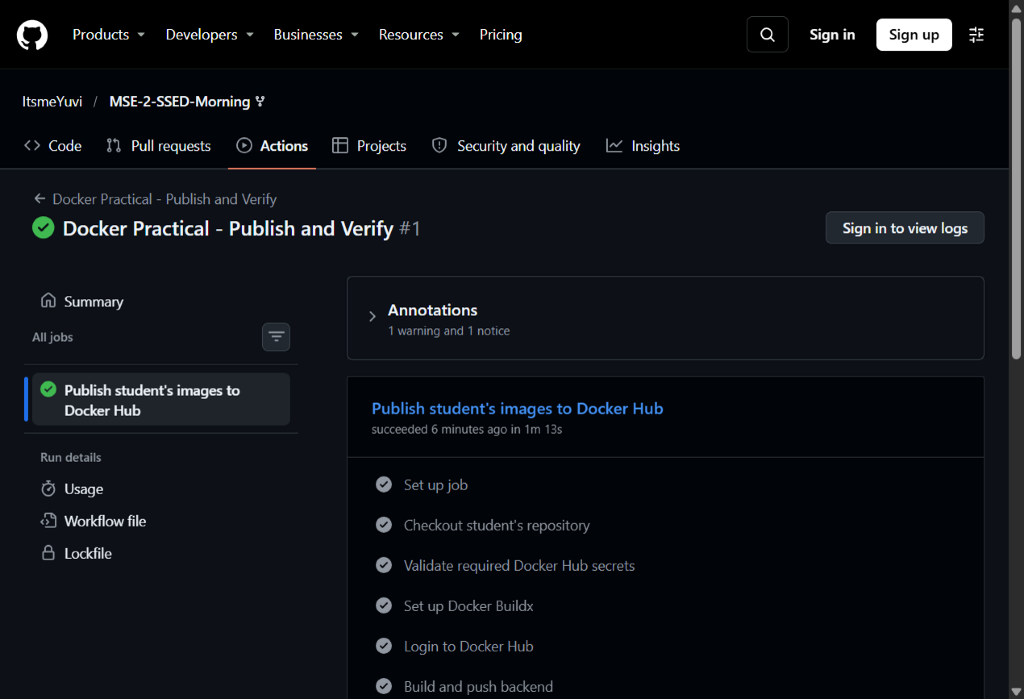 Products Developers Businesses Resources Pricing Sign in Sign up
ItsmeYuvi / MSE-2-SSED-Morning
Code Pull requests Actions Projects Security and quality Insights
Docker Practical - Publish and Verify
Docker Practical - Publish and Verify #1
Sign in to view logs
Summary
All jobs
Publish student's images to
Docker Hub
Run details
Usage
Workflow file
Lockfile
Annotations
1 warning and 1 notice
Publish student's images to Docker Hub
succeeded 6 minutes ago in 1m 13s
Set up job
Checkout student's repository
Validate required Docker Hub secrets
Set up Docker Buildx
Login to Docker Hub
Build and push backend